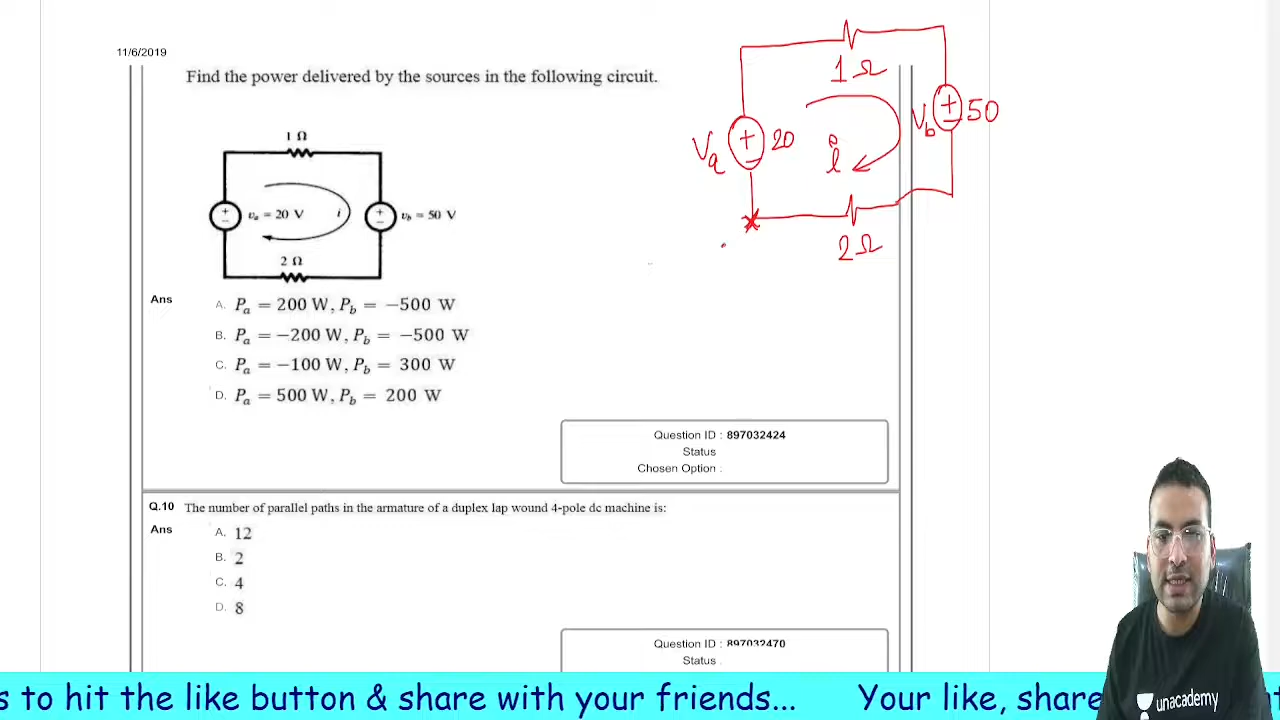 11/6/2019
Find the power delivered by the sources in the following circuit.
1 Ω
vₐ = 20 V
i
v_b = 50 V
2 Ω
1 Ω
V_a
20
i
V_b
50
2 Ω
Ans
A. Pₐ = 200 W, P_b = −500 W
B. Pₐ = −200 W, P_b = −500 W
C. Pₐ = −100 W, P_b = 300 W
D. Pₐ = 500 W, P_b = 200 W
Question ID : 897032424
Status
Chosen Option :
Q.10 The number of parallel paths in the armature of a duplex lap wound 4-pole dc machine is:
Ans
A. 12
B. 2
C. 4
D. 8
Question ID : 897032470
Status
s to hit the like button & share with your friends... Your like, share
unacademy